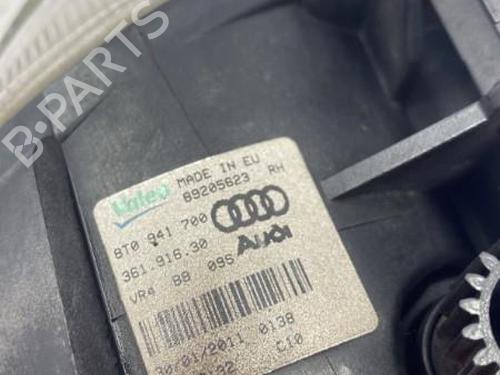 B-PARTS
Valeo MADE IN EU
89205623 RH
8T0 941 700
361.916.30 Audi
VR4 BB 095
30/01/2011 0138
C10